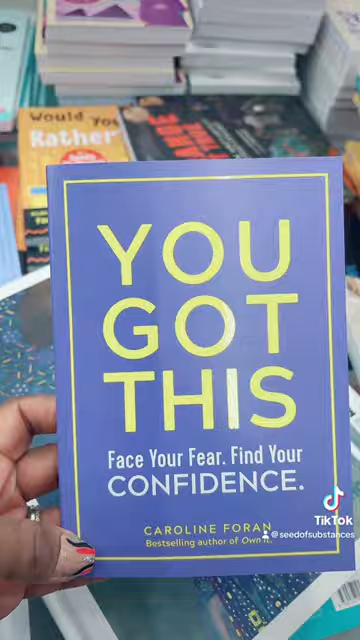 Would You
Rather
YOU
GOT
THIS
Face Your Fear. Find Your
CONFIDENCE.
CAROLINE FORAN
Bestselling author of Own It.
TikTok
@seedofsubstances